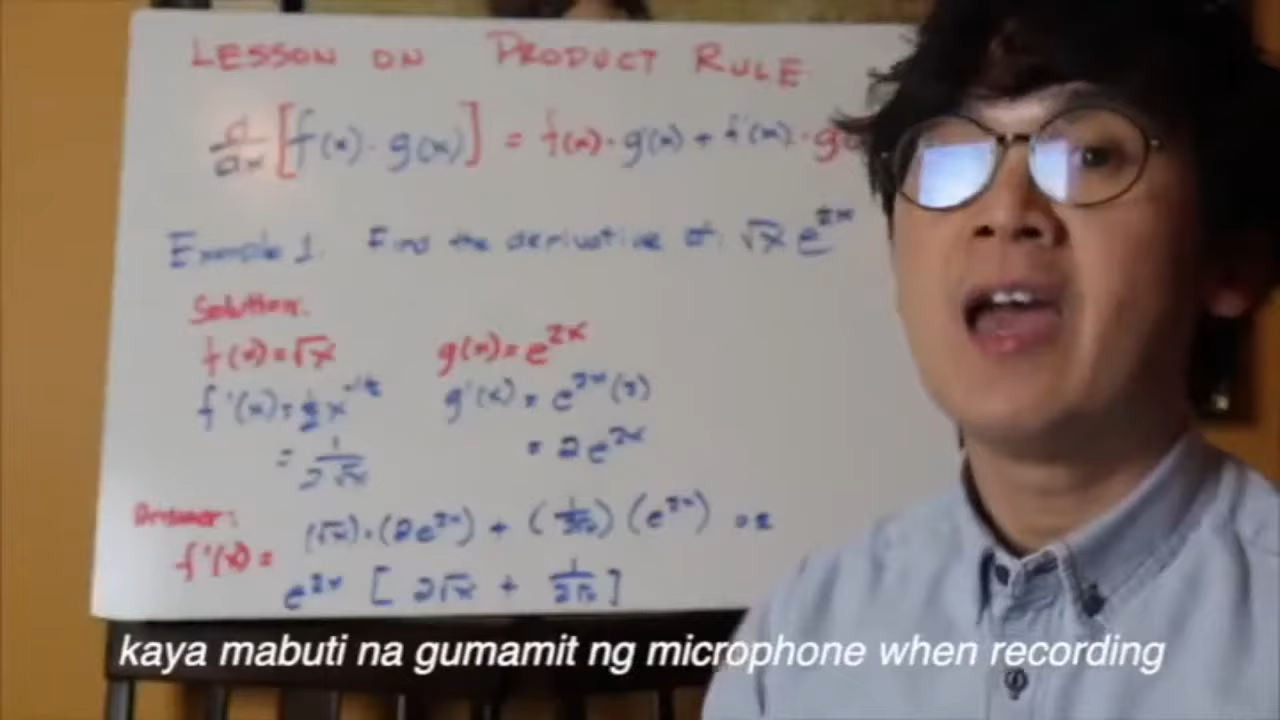 LESSON ON PRODUCT RULE
d/dx [f(x) · g(x)] = f(x) · g'(x) + f'(x) ·
Example 1. Find the derivative of: √x e^2x
Solution:
f(x) = √x g(x) = e^2x
f'(x) = 1/2 x^-1/2 g'(x) = e^2x (2)
= 1/2√x = 2e^2x
Answer:
f'(x) = (√x)·(2e^2x) + (1/2√x) (e^2x) or
e^2x [ 2√x + 1/2√x ]
kaya mabuti na gumamit ng microphone when recording